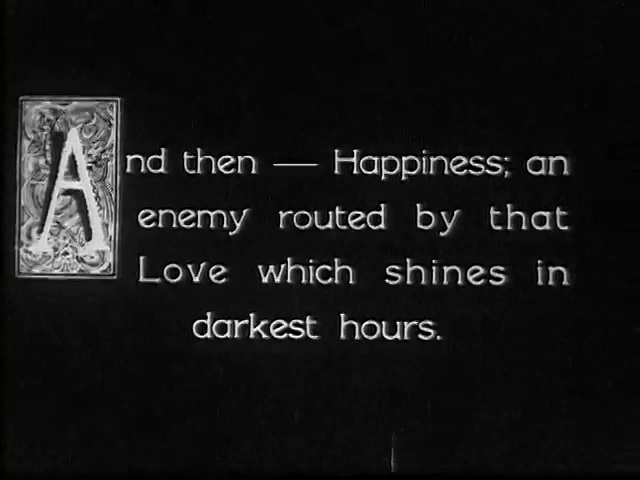 And then — Happiness; an
enemy routed by that
Love which shines in
darkest hours.